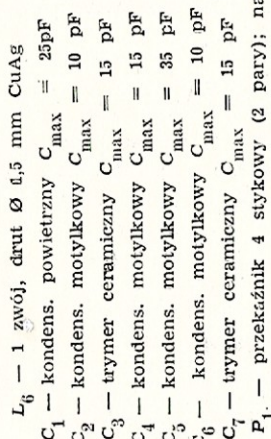 L6 — 1 zwój, drut Ø 1,5 mm CuAg
C1 — kondens. powietrzny Cmax = 25pF
C2 — kondens. motylkowy Cmax = 10 pF
C3 — trymer ceramiczny Cmax = 15 pF
C4 — kondens. motylkowy Cmax = 15 pF
C5 — kondens. motylkowy Cmax = 35 pF
C6 — kondens. motylkowy Cmax = 10 pF
C7 — trymer ceramiczny Cmax = 15 pF
P1. — przekaźnik 4 stykowy (2 pary); na